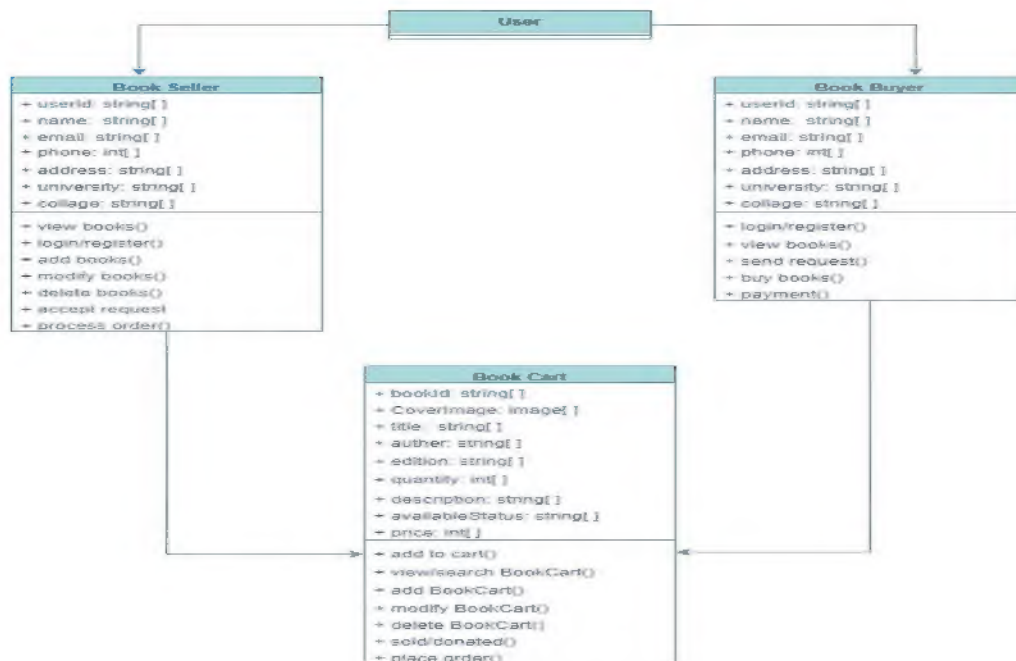 User
Book Seller
+ userId: string[ ]
+ name: string[ ]
+ email: string[ ]
+ phone: int[ ]
+ address: string[ ]
+ university: string[ ]
+ collage: string[ ]
+ view books()
+ login/register()
+ add books()
+ modify books()
+ delete books()
+ accept request
+ process order()
Book Buyer
+ userId: string[ ]
+ name: string[ ]
+ email: string[ ]
+ phone: int[ ]
+ address: string[ ]
+ university: string[ ]
+ collage: string[ ]
+ login/register()
+ view books()
+ send request()
+ buy books()
+ payment()
Book Cart
+ bookId: string[ ]
+ CoverImage: image[ ]
+ title: string[ ]
+ auther: string[ ]
+ edition: string[ ]
+ quantity: int[ ]
+ description: string[ ]
+ availableStatus: string[ ]
+ price: int[ ]
+ add to cart()
+ view/search BookCart()
+ add BookCart()
+ modify BookCart()
+ delete BookCart()
+ sold/donated()
+ place order()